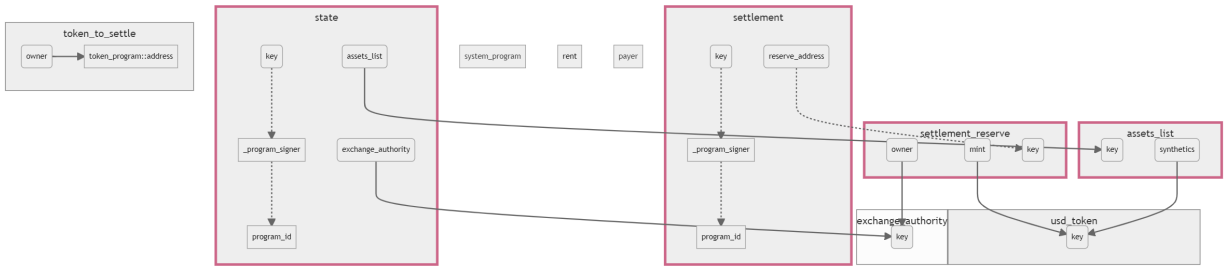 token_to_settle
owner
token_program::address
state
key
assets_list
_program_signer
exchange_authority
program_id
system_program
rent
payer
settlement
key
reserve_address
_program_signer
program_id
settlement_reserve
owner
mint
key
assets_list
key
synthetics
exchange_authority
key
usd_token
key